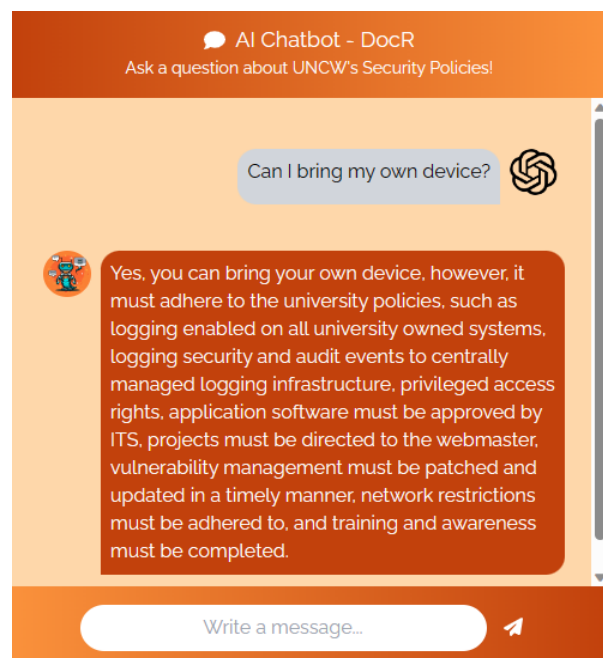 AI Chatbot - DocR
Ask a question about UNCW's Security Policies!
Can I bring my own device?
Yes, you can bring your own device, however, it
must adhere to the university policies, such as
logging enabled on all university owned systems,
logging security and audit events to centrally
managed logging infrastructure, privileged access
rights, application software must be approved by
ITS, projects must be directed to the webmaster,
vulnerability management must be patched and
updated in a timely manner, network restrictions
must be adhered to, and training and awareness
must be completed.
Write a message...